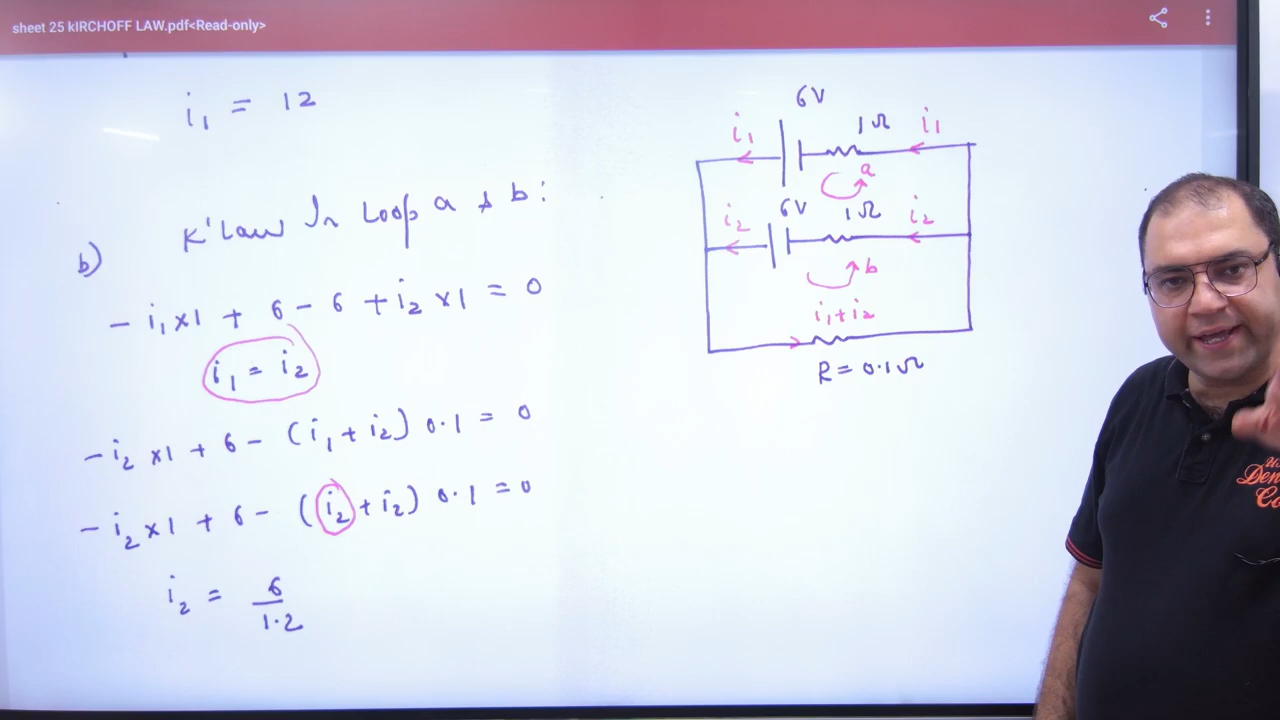 sheet 25 kIRCHOFF LAW.pdf<Read-only>
i₁ = 12
b) K' Law In Loop a & b :
- i₁ x1 + 6 - 6 + i₂ x1 = 0
i₁ = i₂
- i₂ x1 + 6 - (i₁ + i₂) 0.1 = 0
- i₂ x1 + 6 - (i₂ + i₂) 0.1 = 0
i₂ = 6/1.2
6V
i₁ 1Ω i₁
a
i₂ 6V 1Ω i₂
b
i₁+i₂
R = 0.1Ω
Den
Co